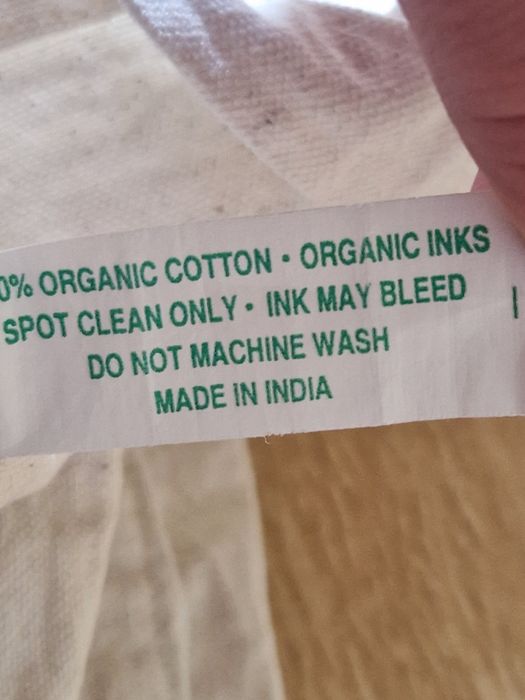 0% ORGANIC COTTON • ORGANIC INKS
SPOT CLEAN ONLY • INK MAY BLEED
DO NOT MACHINE WASH
MADE IN INDIA